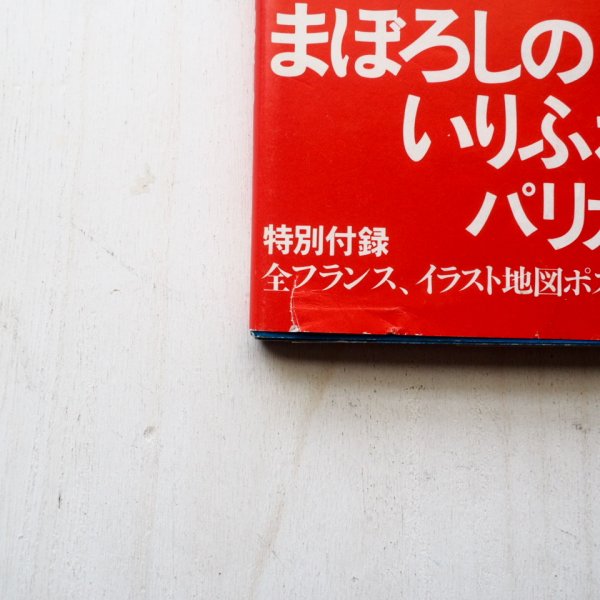 まぼろしの
いりふ
パリ
特別付録
全フランス、イラスト地図ポス